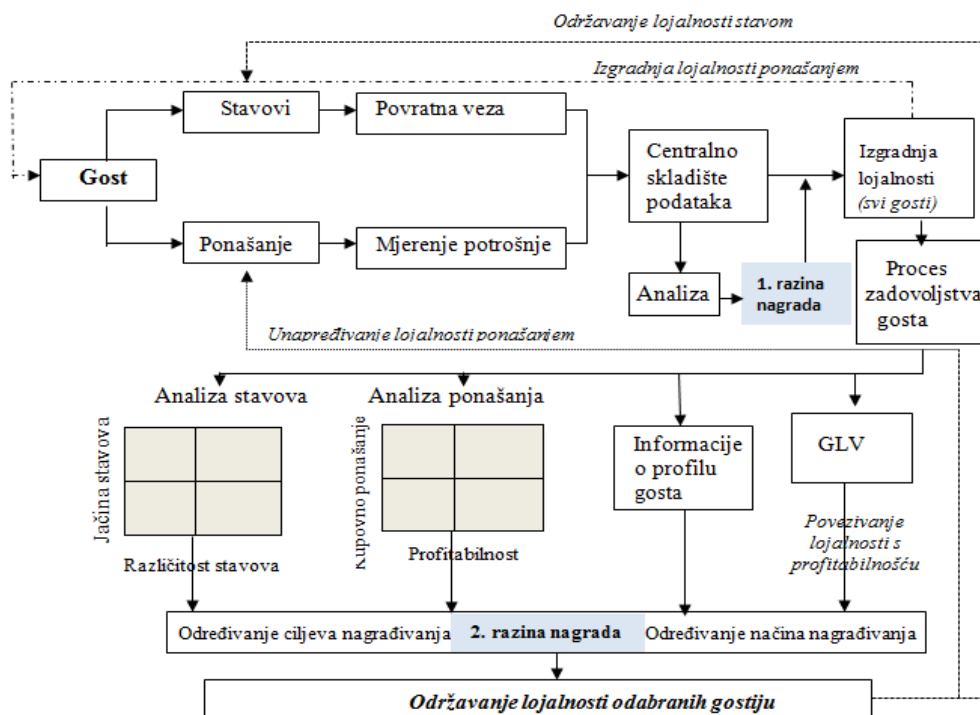 Održavanje lojalnosti stavom
Izgradnja lojalnosti ponašanjem
Stavovi
Povratna veza
Gost
Centralno
skladište
podataka
Izgradnja
lojalnosti
(svi gosti)
Ponašanje
Mjerenje potrošnje
Analiza
1. razina
nagrada
Proces
zadovoljstva
gosta
Unapređivanje lojalnosti ponašanjem
Analiza stavova
Analiza ponašanja
Jačina stavova
Kupovno ponašanje
Informacije
o profilu
gosta
GLV
Različitost stavova
Profitabilnost
Povezivanje
lojalnosti s
profitabilnošću
Određivanje ciljeva nagrađivanja
2. razina nagrada
Određivanje načina nagrađivanja
Održavanje lojalnosti odabranih gostiju